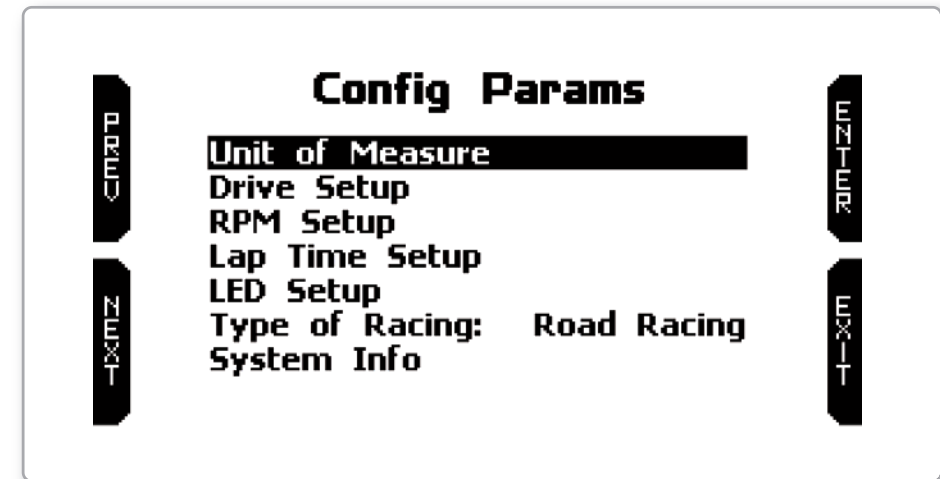 Config Params
PREV
ENTER
Unit of Measure
Drive Setup
RPM Setup
Lap Time Setup
LED Setup
Type of Racing: Road Racing
System Info
NEXT
EXIT